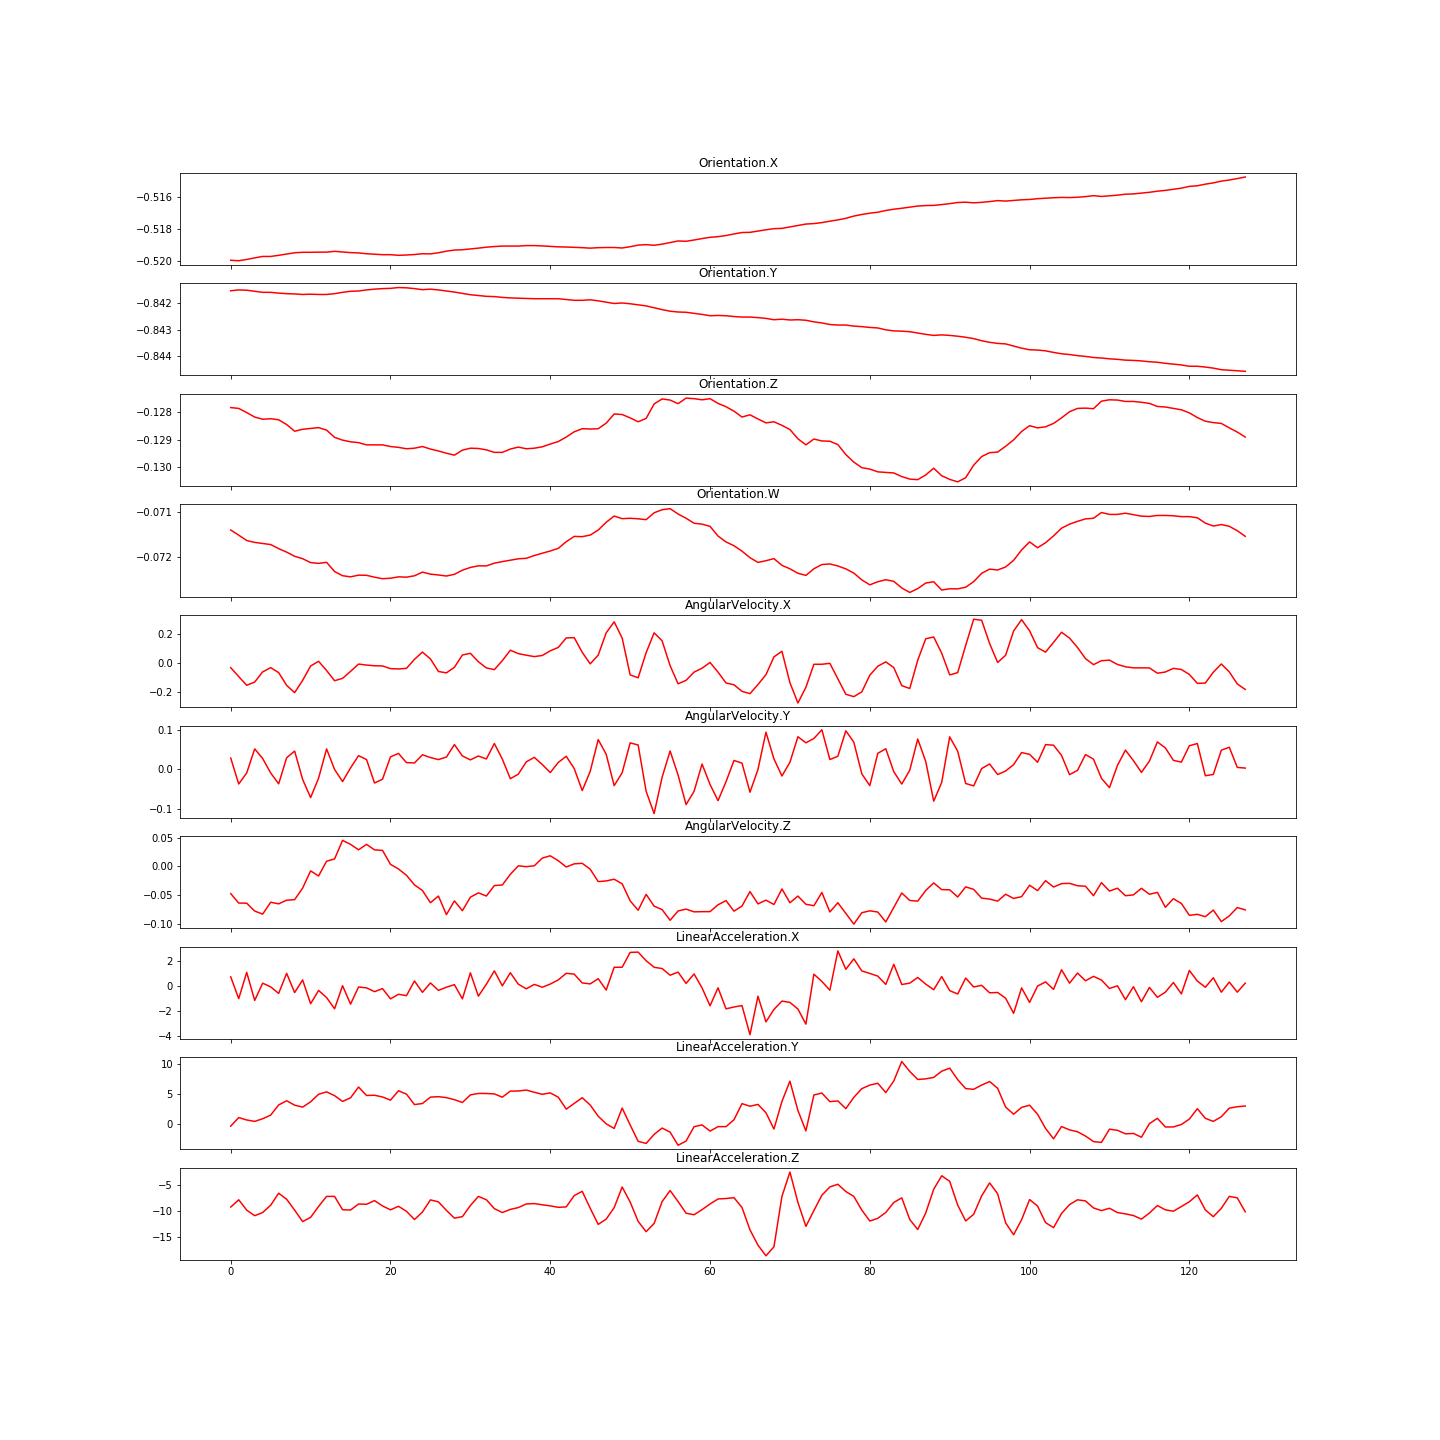 Orientation.X
−0.516
−0.518
−0.520
Orientation.Y
−0.842
−0.843
−0.844
Orientation.Z
−0.128
−0.129
−0.130
Orientation.W
−0.071
−0.072
AngularVelocity.X
0.2
0.0
−0.2
AngularVelocity.Y
0.1
0.0
−0.1
AngularVelocity.Z
0.05
0.00
−0.05
−0.10
LinearAcceleration.X
2
0
−2
−4
LinearAcceleration.Y
10
5
0
LinearAcceleration.Z
−5
−10
−15
0 20 40 60 80 100 120